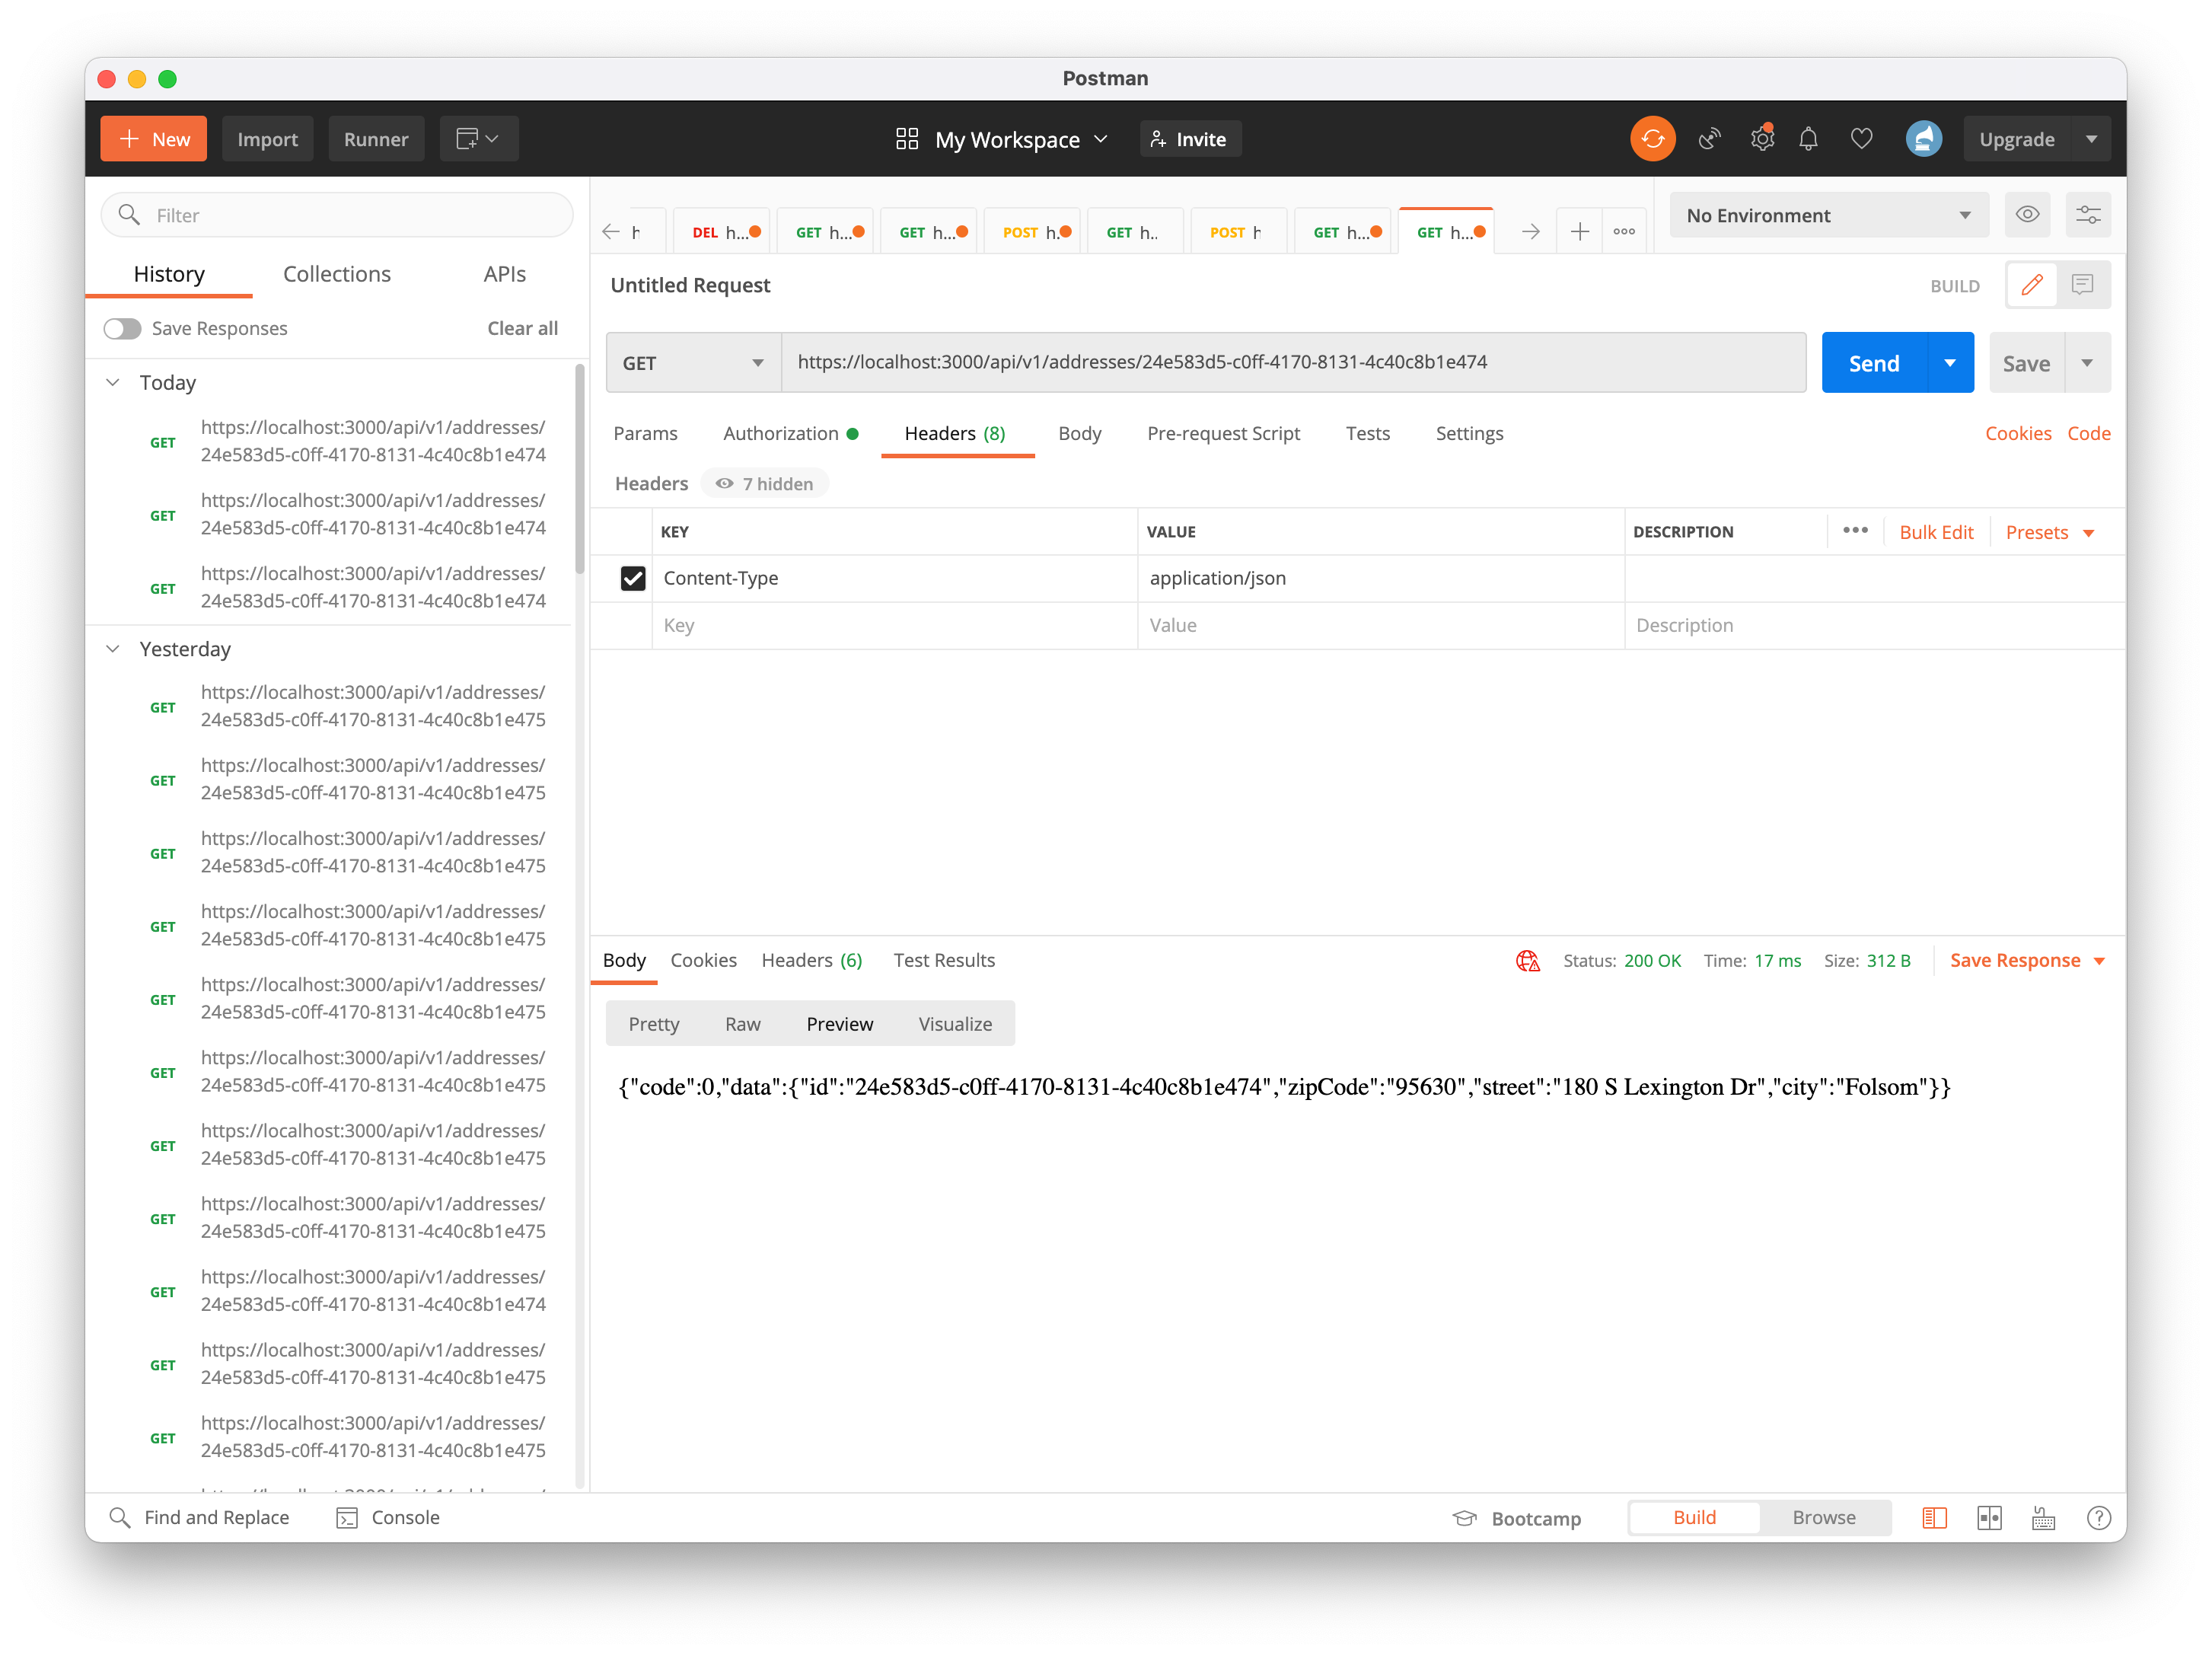 Postman
New Import Runner My Workspace Invite Upgrade
Filter
History Collections APIs
Save Responses Clear all
Today
GET https://localhost:3000/api/v1/addresses/
24e583d5-c0ff-4170-8131-4c40c8b1e474
GET https://localhost:3000/api/v1/addresses/
24e583d5-c0ff-4170-8131-4c40c8b1e474
GET https://localhost:3000/api/v1/addresses/
24e583d5-c0ff-4170-8131-4c40c8b1e474
Yesterday
GET https://localhost:3000/api/v1/addresses/
24e583d5-c0ff-4170-8131-4c40c8b1e475
GET https://localhost:3000/api/v1/addresses/
24e583d5-c0ff-4170-8131-4c40c8b1e475
GET https://localhost:3000/api/v1/addresses/
24e583d5-c0ff-4170-8131-4c40c8b1e475
GET https://localhost:3000/api/v1/addresses/
24e583d5-c0ff-4170-8131-4c40c8b1e475
GET https://localhost:3000/api/v1/addresses/
24e583d5-c0ff-4170-8131-4c40c8b1e475
GET https://localhost:3000/api/v1/addresses/
24e583d5-c0ff-4170-8131-4c40c8b1e475
GET https://localhost:3000/api/v1/addresses/
24e583d5-c0ff-4170-8131-4c40c8b1e475
GET https://localhost:3000/api/v1/addresses/
24e583d5-c0ff-4170-8131-4c40c8b1e475
GET https://localhost:3000/api/v1/addresses/
24e583d5-c0ff-4170-8131-4c40c8b1e474
GET https://localhost:3000/api/v1/addresses/
24e583d5-c0ff-4170-8131-4c40c8b1e475
GET https://localhost:3000/api/v1/addresses/
24e583d5-c0ff-4170-8131-4c40c8b1e475
h DEL h... GET h... GET h... POST h. GET h.. POST h GET h... GET h...
No Environment
Untitled Request BUILD
GET https://localhost:3000/api/v1/addresses/24e583d5-c0ff-4170-8131-4c40c8b1e474 Send Save
Params Authorization Headers (8) Body Pre-request Script Tests Settings Cookies Code
Headers 7 hidden
KEY VALUE DESCRIPTION Bulk Edit Presets
Content-Type application/json
Key Value Description
Body Cookies Headers (6) Test Results Status: 200 OK Time: 17 ms Size: 312 B Save Response
Pretty Raw Preview Visualize
{"code":0,"data":{"id":"24e583d5-c0ff-4170-8131-4c40c8b1e474","zipCode":"95630","street":"180 S Lexington Dr","city":"Folsom"}}
Find and Replace Console Bootcamp Build Browse